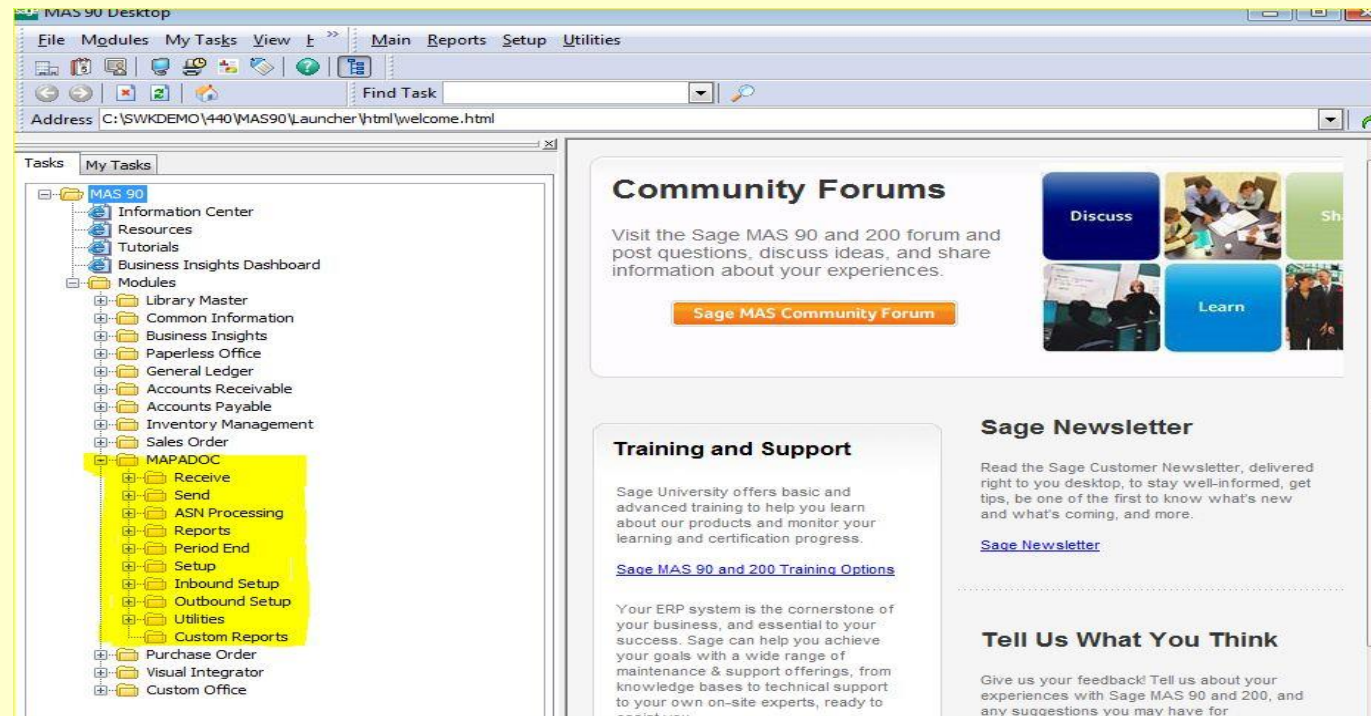 MAS 90 Desktop
File Modules My Tasks View H » Main Reports Setup Utilities
Find Task
Address C:\SWKDEMO\440\MAS90\Launcher\html\welcome.html
Tasks My Tasks
MAS 90
Information Center
Resources
Tutorials
Business Insights Dashboard
Modules
Library Master
Common Information
Business Insights
Paperless Office
General Ledger
Accounts Receivable
Accounts Payable
Inventory Management
Sales Order
MAPADOC
Receive
Send
ASN Processing
Reports
Period End
Setup
Inbound Setup
Outbound Setup
Utilities
Custom Reports
Purchase Order
Visual Integrator
Custom Office
Community Forums
Visit the Sage MAS 90 and 200 forum and
post questions, discuss ideas, and share
information about your experiences.
Sage MAS Community Forum
Discuss
Sh
Learn
Training and Support
Sage University offers basic and
advanced training to help you learn
about our products and monitor your
learning and certification progress.
Sage MAS 90 and 200 Training Options
Your ERP system is the cornerstone of
your business, and essential to your
success. Sage can help you achieve
your goals with a wide range of
maintenance & support offerings, from
knowledge bases to technical support
to your own on-site experts, ready to
Sage Newsletter
Read the Sage Customer Newsletter, delivered
right to you desktop, to stay well-informed, get
tips, be one of the first to know what's new
and what's coming, and more.
Sage Newsletter
Tell Us What You Think
Give us your feedback! Tell us about your
experiences with Sage MAS 90 and 200, and
any suggestions you may have for